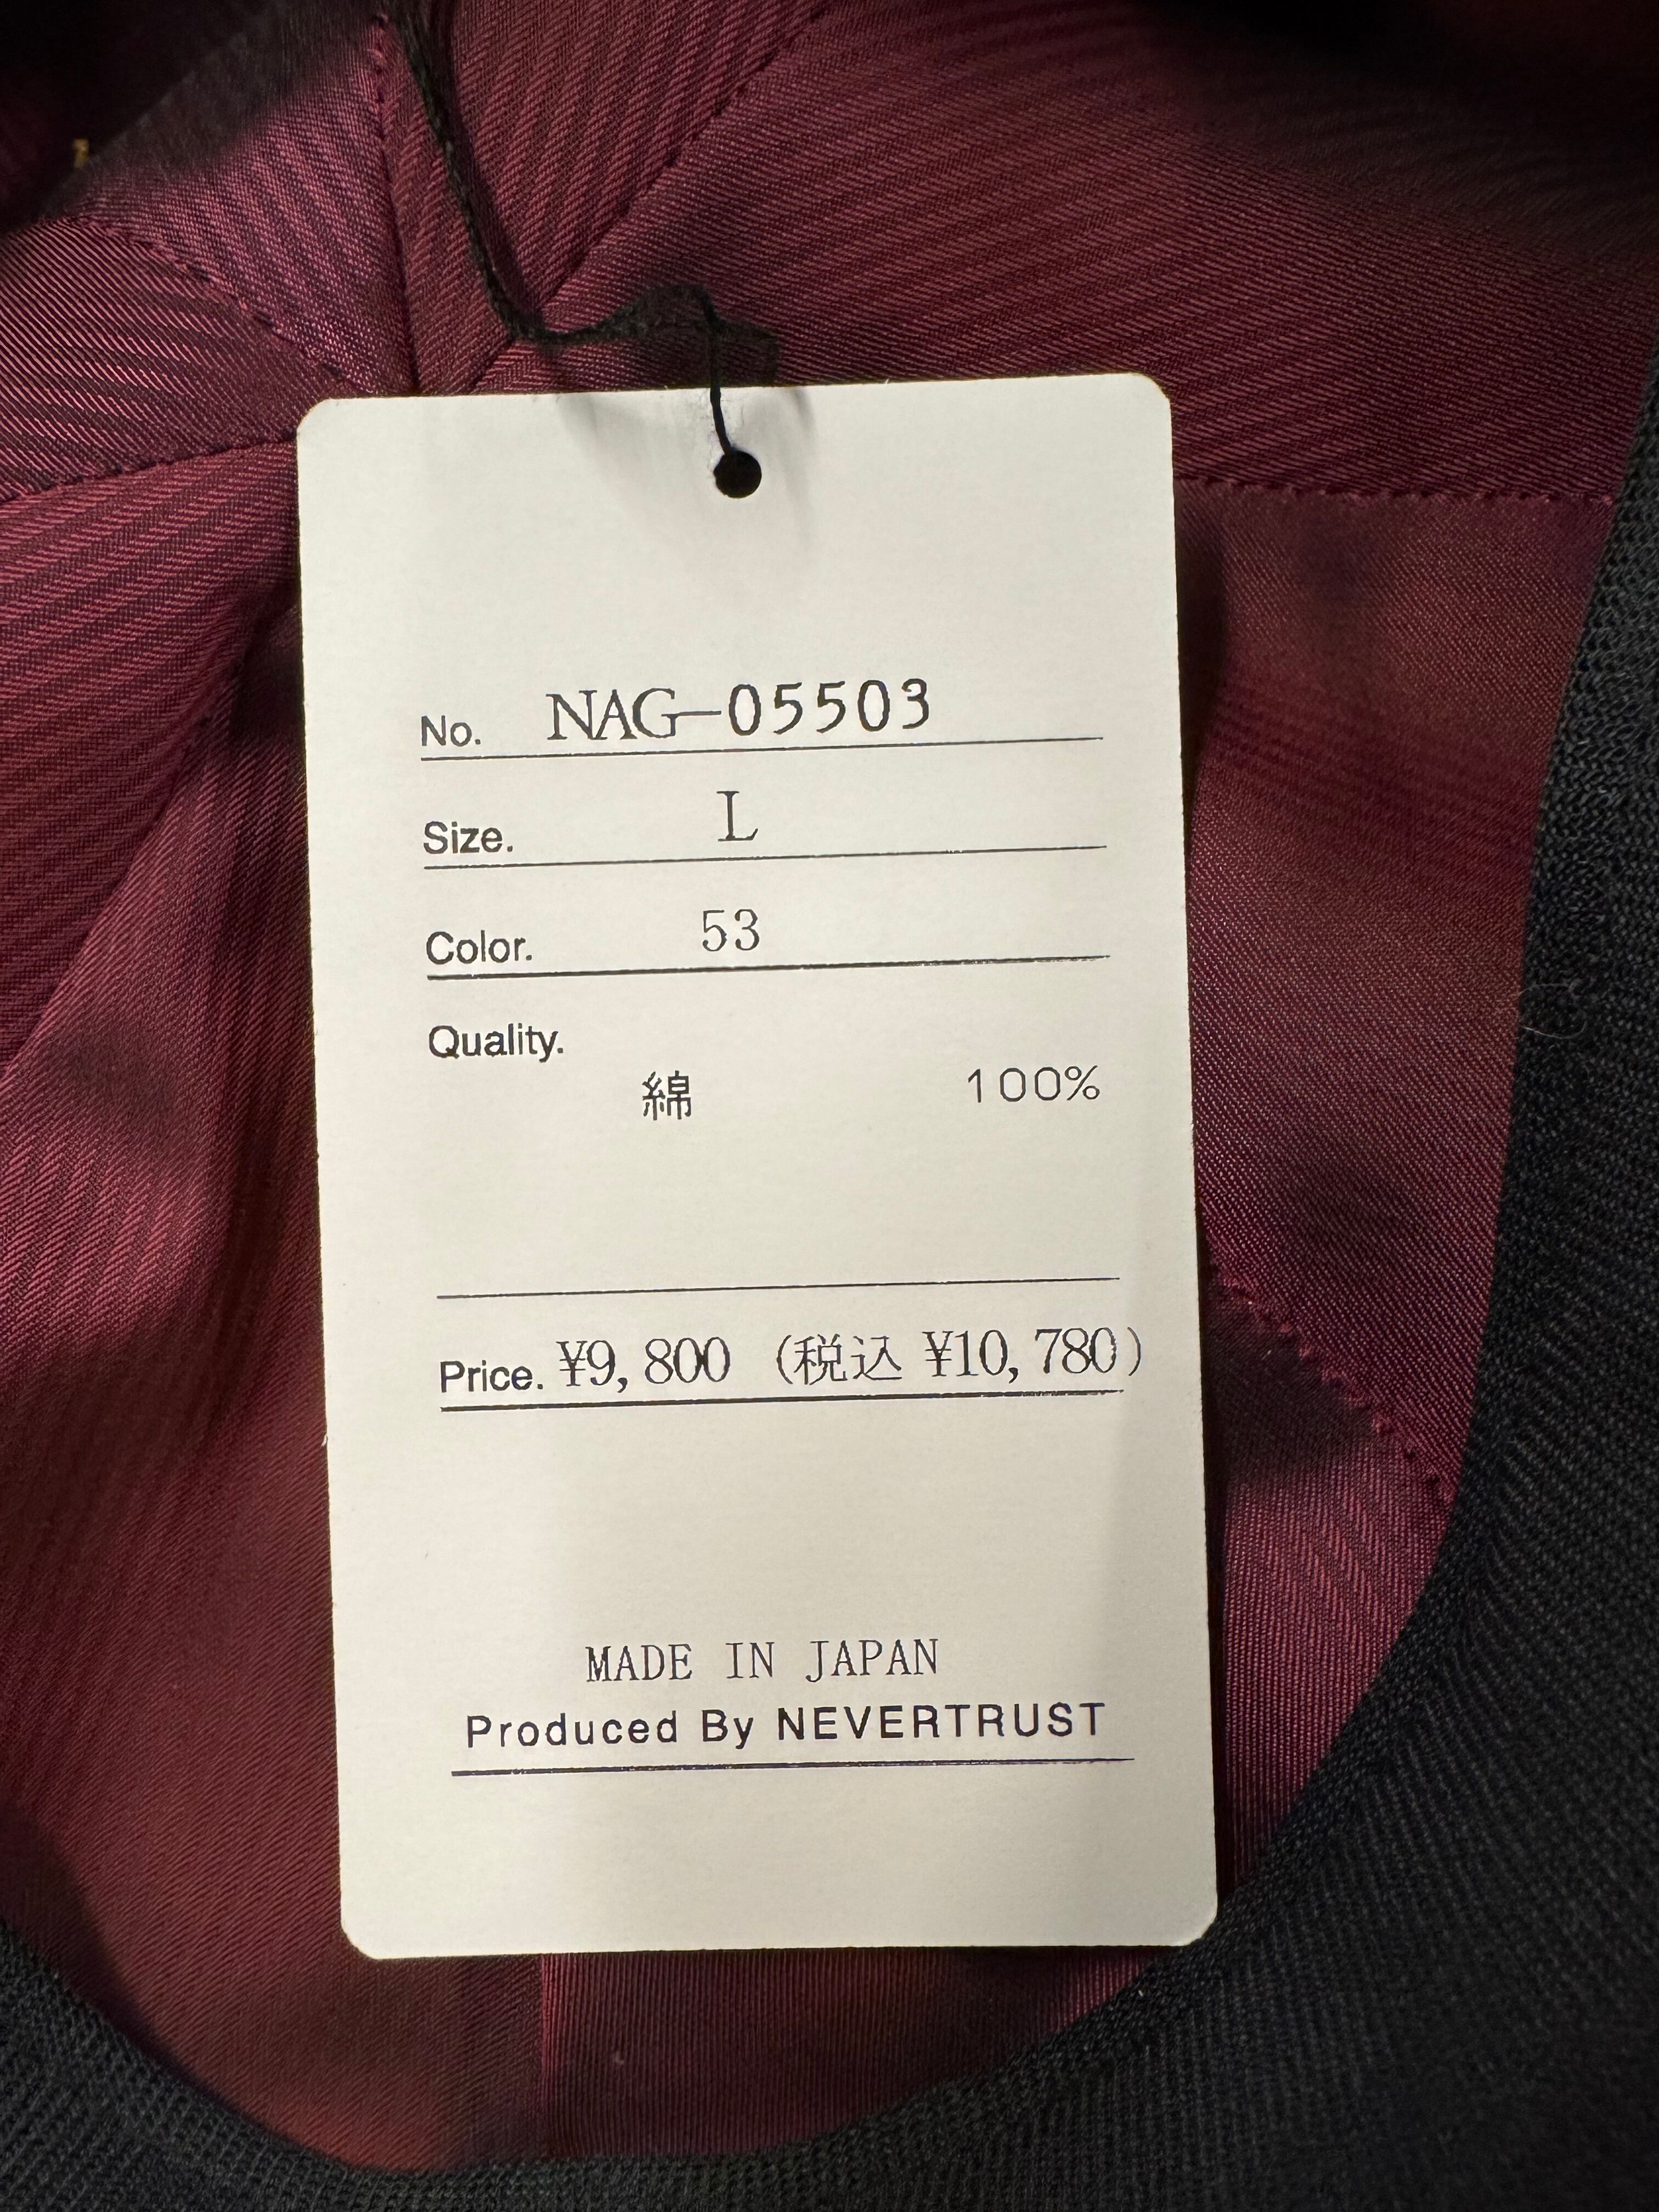 No. NAG-05503
Size. L
Color. 53
Quality.
綿 100%
Price. ¥9,800 (税込 ¥10,780)
MADE IN JAPAN
Produced By NEVERTRUST